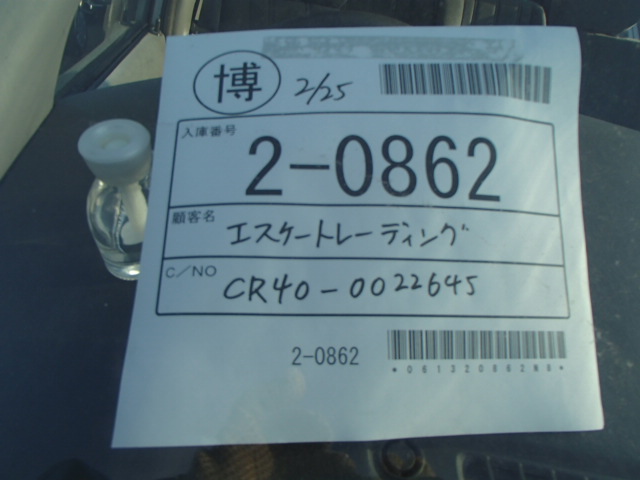 博 2/25
入庫番号
2-0862
顧客名 エスケートレーディング
C/NO CR40-0022645
2-0862
*061320862N8*